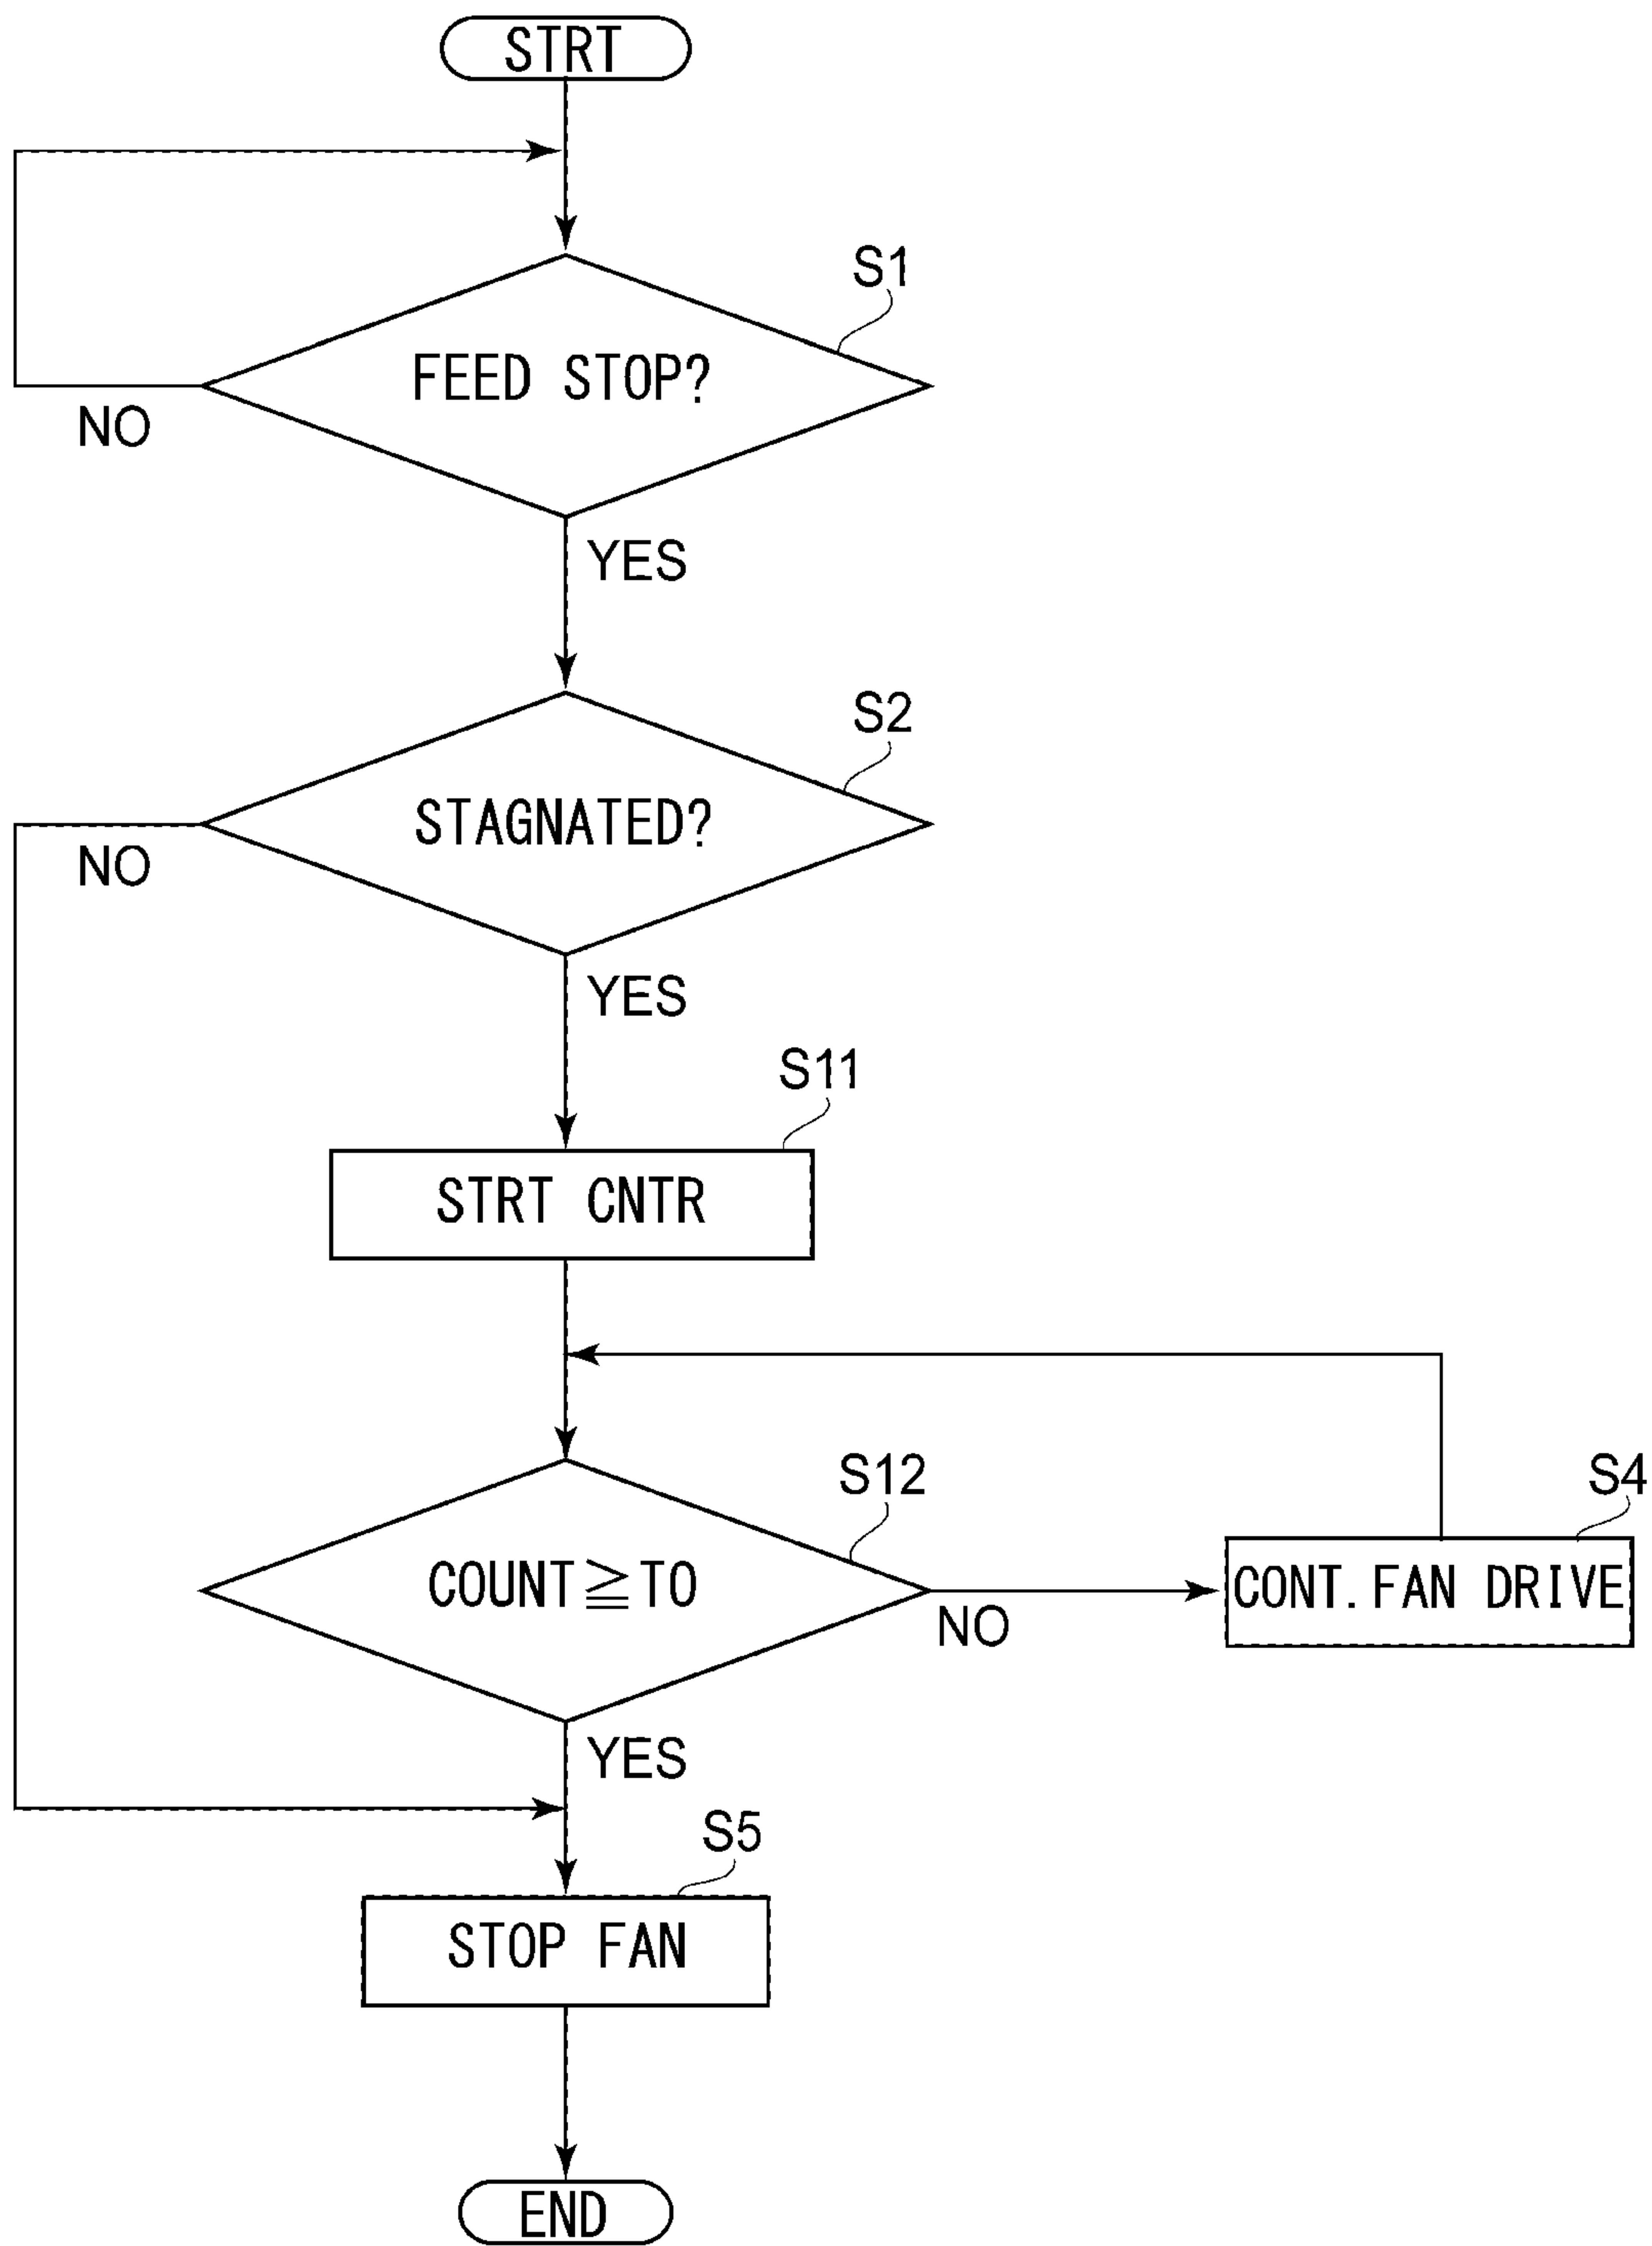 STRT
S1
FEED STOP?
NO
YES
S2
STAGNATED?
NO
YES
S11
STRT CNTR
S12
S4
COUNT≧TO
CONT. FAN DRIVE
NO
YES
S5
STOP FAN
END